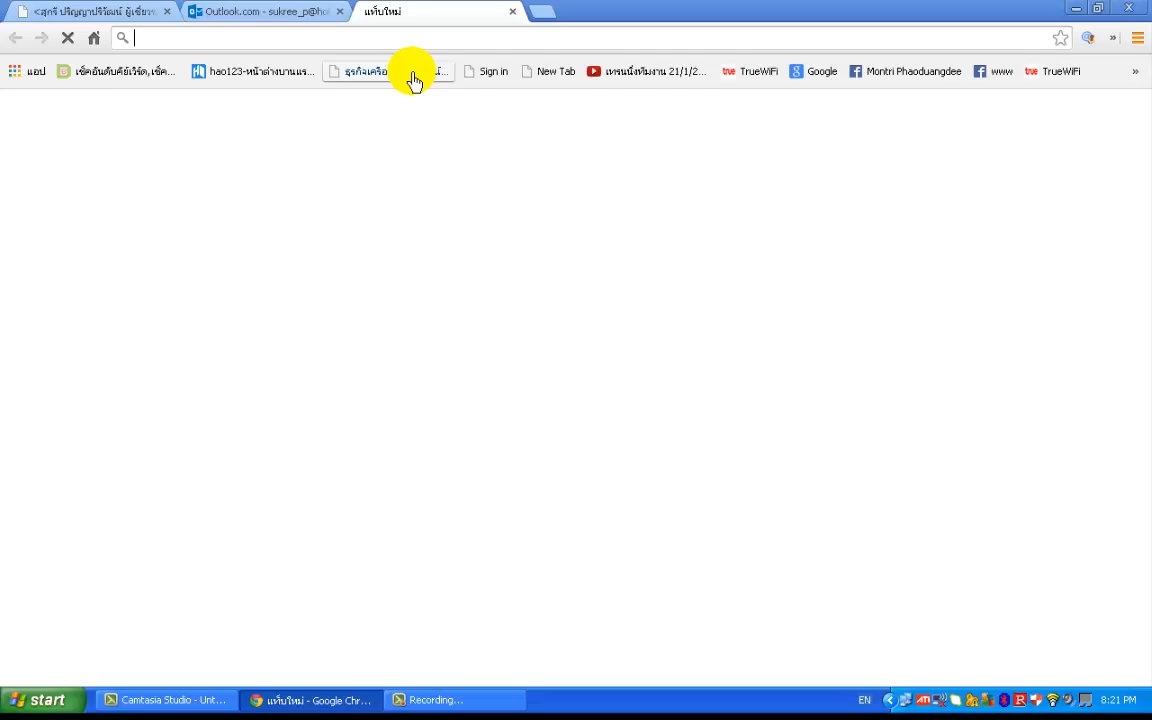 <สุกรี ปริญญาปริวัฒน์ ผู้เชี่ยวช
Outlook.com - sukree_p@ho
แท็บใหม่
แอป
เช็คอันดับคีย์เวิร์ด,เช็ค...
hao123-หน้าต่างบานแร...
ธุรกิจเครือ
Sign in
New Tab
เทรนนิ่งทีมงาน 21/1/2...
TrueWiFi
Google
Montri Phaoduangdee
www
TrueWiFi
start
Camtasia Studio - Unt...
แท็บใหม่ - Google Chr...
Recording...
EN
8:21 PM